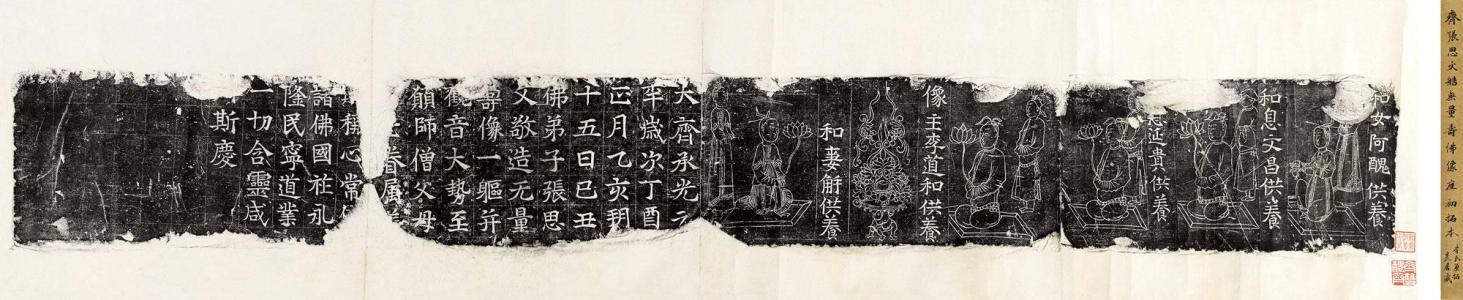 齊張思文造無量壽佛像座初拓本
和女阿醜供養
和息文昌供養
息延貴供養
像主李道和供養
和妻解供養
大齊承光元
年歲次丁酉
正月乙亥朔
十五日己丑
佛弟子張思
文敬造无量
壽像一軀并
觀音大勢至
願師僧父母
眷屬
稱心常
諸佛國祚永
隆民寧道業
一切含靈咸
斯慶